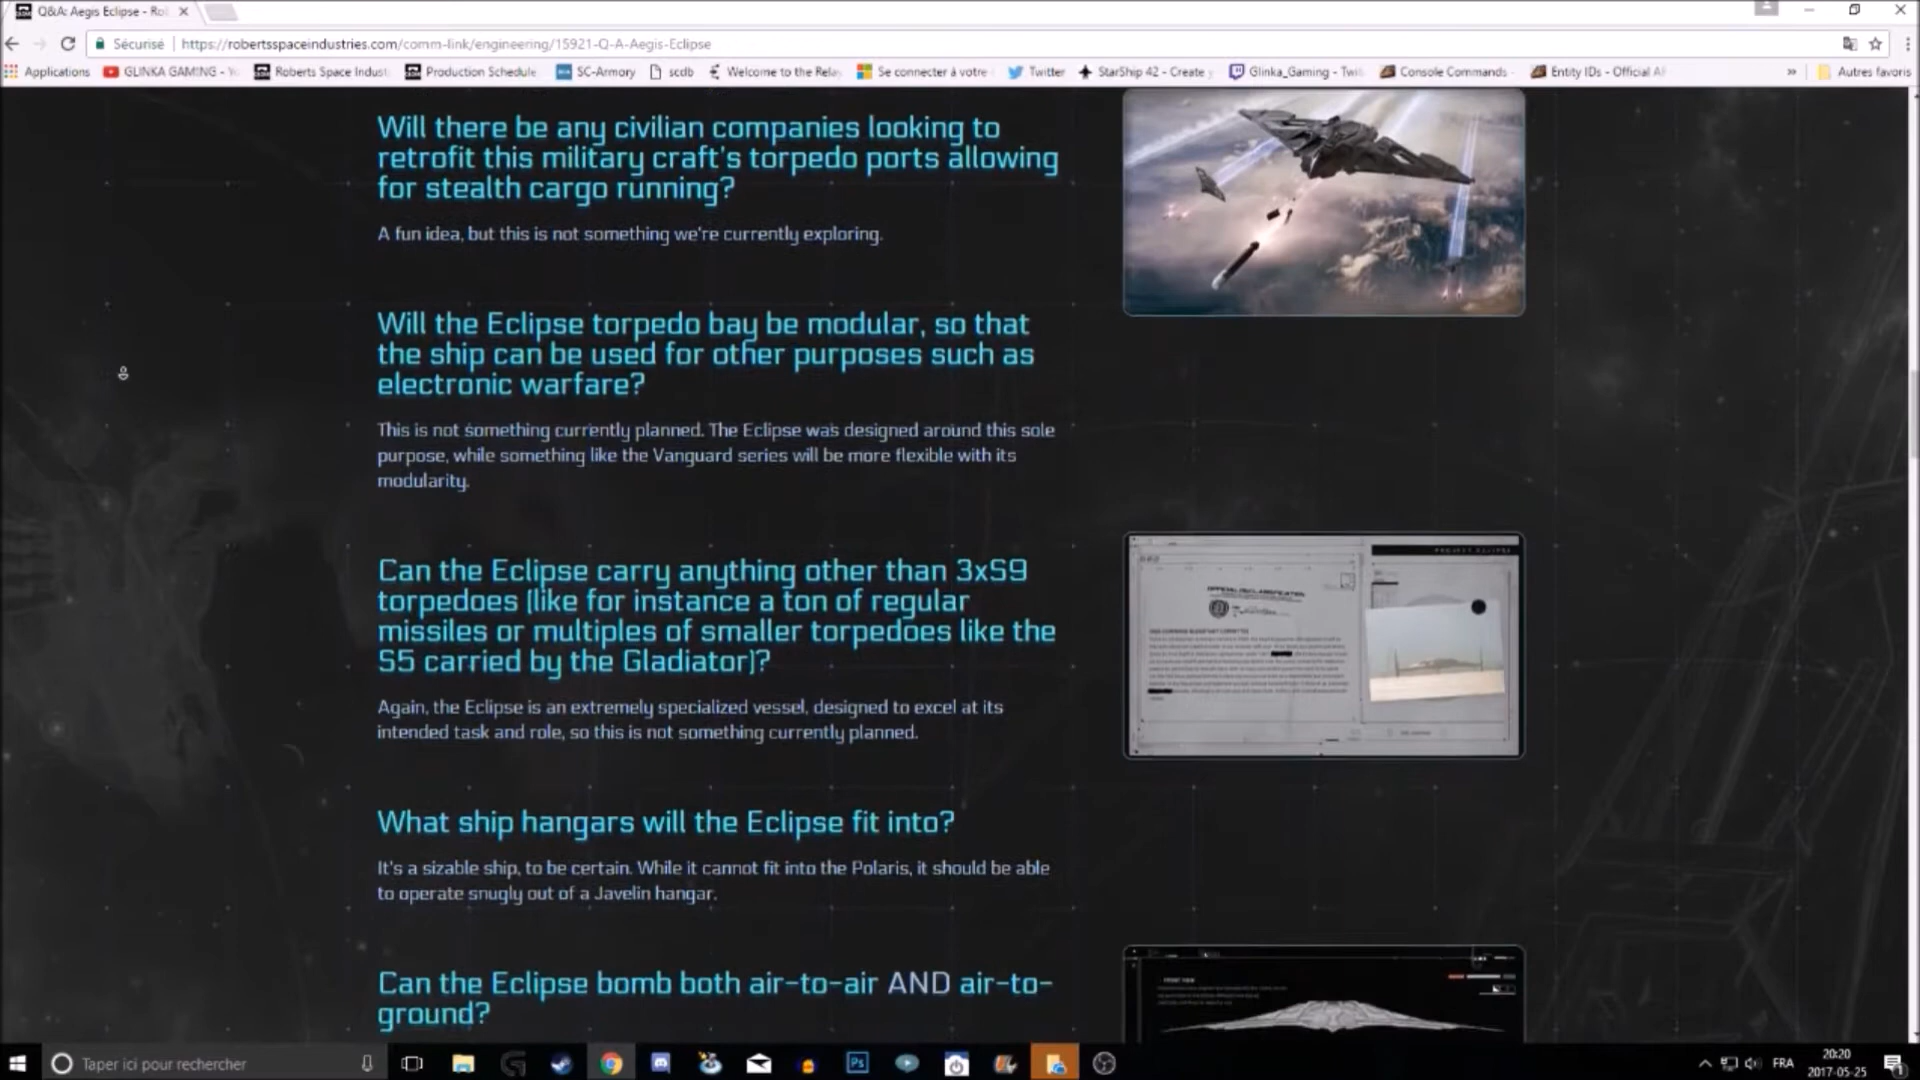 Q&A: Aegis Eclipse - Ro
Sécurisé
https://robertsspaceindustries.com/comm-link/engineering/15921-Q-A-Aegis-Eclipse
Applications
GLINKA GAMING - Yo
Roberts Space Indust
Production Schedule
SC-Armory
scdb
Welcome to the Rela
Se connecter à votre
Twitter
StarShip 42 - Create
Glinka_Gaming - Twit
Console Commands -
Entity IDs - Official A
»
Autres favoris
Will there be any civilian companies looking to
retrofit this military craft's torpedo ports allowing
for stealth cargo running?
A fun idea, but this is not something we're currently exploring.
Will the Eclipse torpedo bay be modular, so that
the ship can be used for other purposes such as
electronic warfare?
This is not something currently planned. The Eclipse was designed around this sole
purpose, while something like the Vanguard series will be more flexible with its
modularity.
PROJECT ECLIPSE
OFFICIAL DECLASSIFICATION
Can the Eclipse carry anything other than 3xS9
torpedoes (like for instance a ton of regular
missiles or multiples of smaller torpedoes like the
S5 carried by the Gladiator)?
Again, the Eclipse is an extremely specialized vessel, designed to excel at its
intended task and role, so this is not something currently planned.
What ship hangars will the Eclipse fit into?
It's a sizable ship, to be certain. While it cannot fit into the Polaris, it should be able
to operate snugly out of a Javelin hangar.
Can the Eclipse bomb both air-to-air AND air-to-
ground?
FRONT VIEW
Taper ici pour rechercher
Ps
FRA
20:20
2017-05-25
1